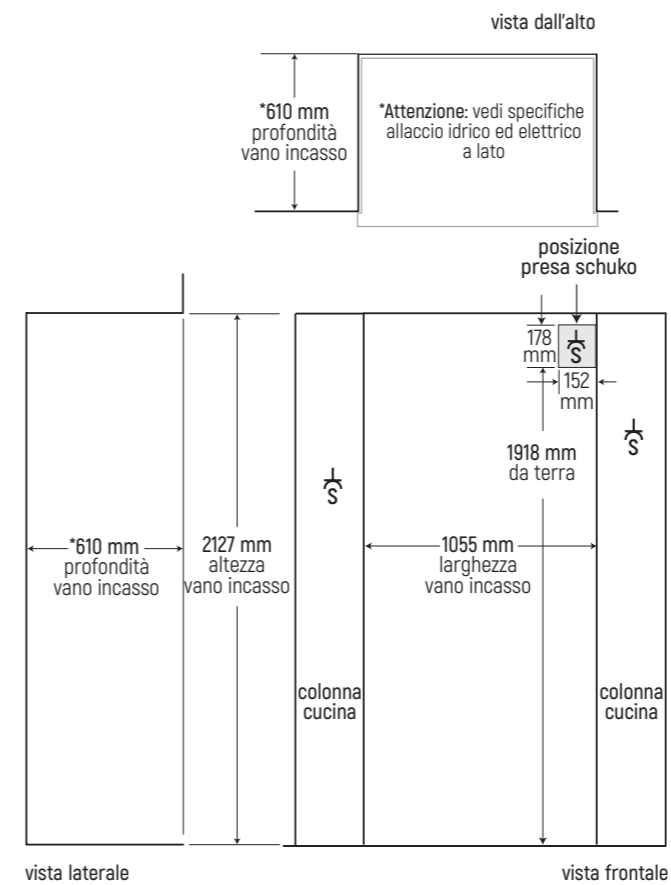 vista dall'alto
*610 mm
profondità
vano incasso
*Attenzione: vedi specifiche
allaccio idrico ed elettrico
a lato
posizione
presa schuko
178
mm
S
152
mm
S
1918 mm
da terra
S
*610 mm
profondità
vano incasso
2127 mm
altezza
vano incasso
1055 mm
larghezza
vano incasso
colonna
cucina
colonna
cucina
vista laterale
vista frontale